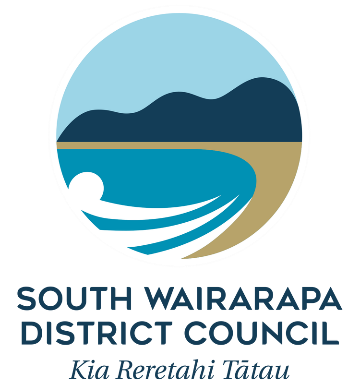 SOUTH WAIRARAPA
DISTRICT COUNCIL
Kia Reretahi Tātau